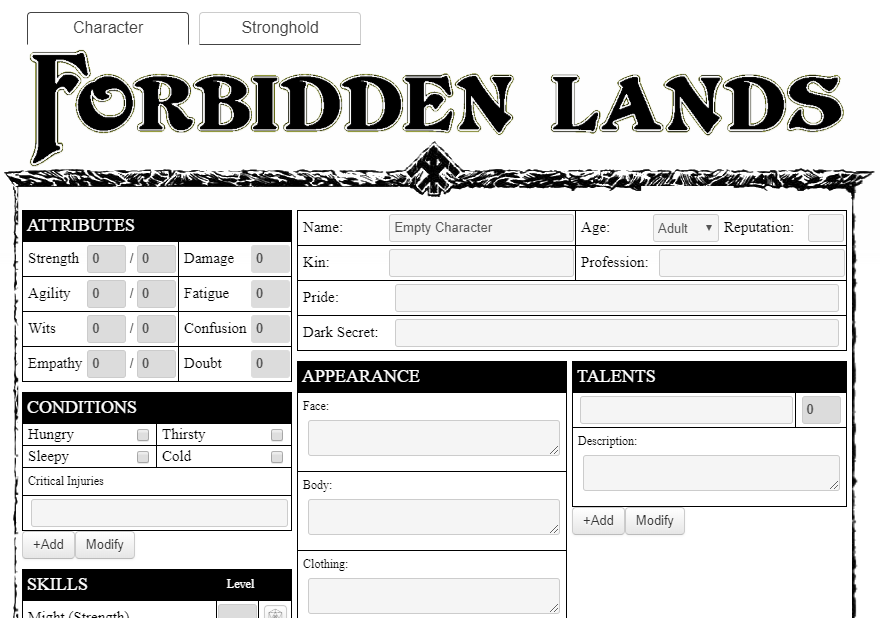 Character Stronghold
FORBIDDEN LANDS
ATTRIBUTES
Strength 0 / 0 Damage 0
Agility 0 / 0 Fatigue 0
Wits 0 / 0 Confusion 0
Empathy 0 / 0 Doubt 0
CONDITIONS
Hungry Thirsty
Sleepy Cold
Critical Injuries
+Add Modify
SKILLS Level
Might (Strength)
Name: Empty Character Age: Adult Reputation:
Kin: Profession:
Pride:
Dark Secret:
APPEARANCE
Face:
Body:
Clothing:
TALENTS
0
Description:
+Add Modify